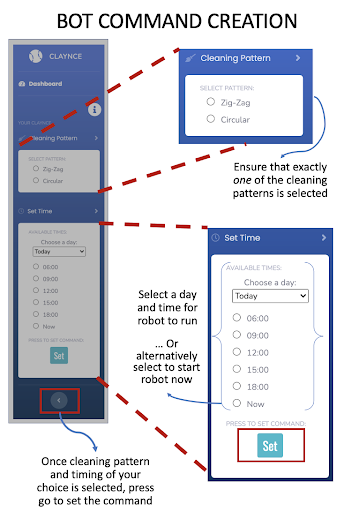 BOT COMMAND CREATION
CLAYNCE
Dashboard
YOUR CLAYNCE
Cleaning Pattern
SELECT PATTERN:
Zig-Zag
Circular
Set Time
AVAILABLE TIMES:
Choose a day:
Today
06:00
09:00
12:00
15:00
18:00
Now
PRESS TO SET COMMAND:
Set
Once cleaning pattern
and timing of your
choice is selected, press
go to set the command
Cleaning Pattern
SELECT PATTERN:
Zig-Zag
Circular
Ensure that exactly
one of the cleaning
patterns is selected
Select a day
and time for
robot to run
... Or
alternatively
select to start
robot now
Set Time
AVAILABLE TIMES:
Choose a day:
Today
06:00
09:00
12:00
15:00
18:00
Now
PRESS TO SET COMMAND:
Set